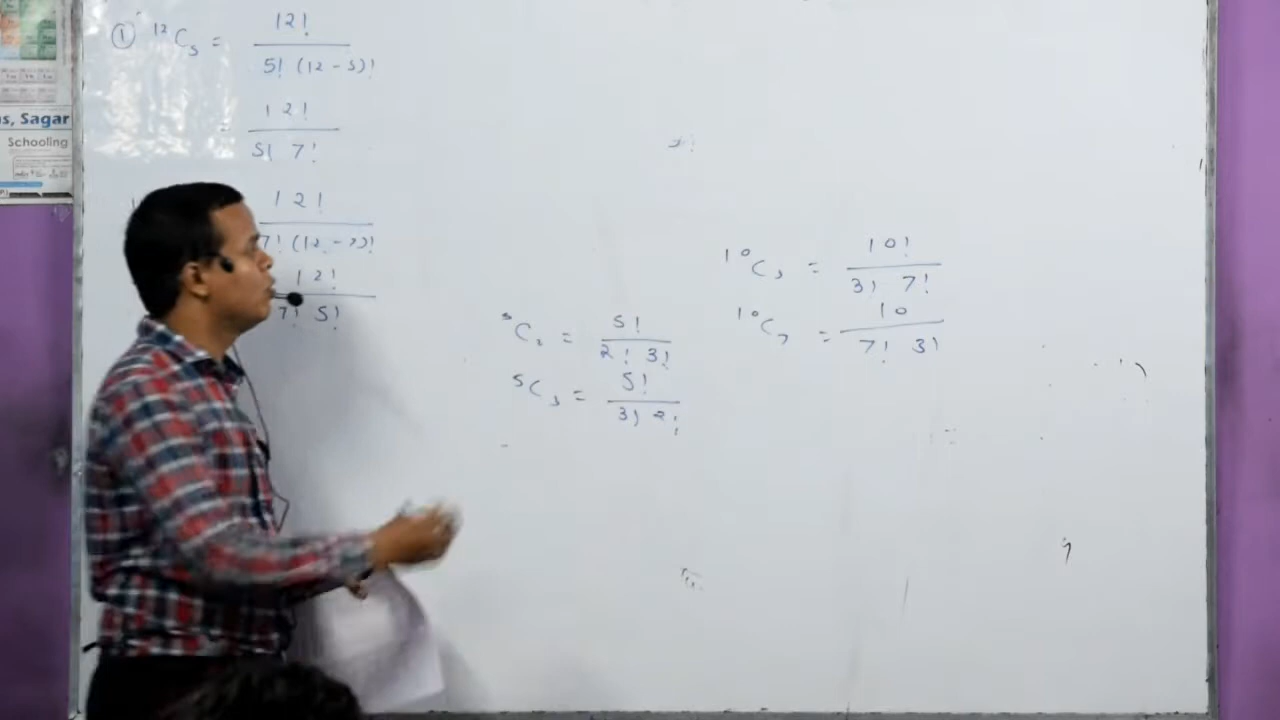 s, Sagar
Schooling
① ¹²C₅ = 12! / 5! (12 - 5)!
= 12! / 5! 7!
12! / 7! (12 - 7)!
12! / 7! 5!
⁵C₂ = 5! / 2! 3!
⁵C₃ = 5! / 3! 2!
¹⁰C₃ = 10! / 3! 7!
¹⁰C₇ = 10 / 7! 3!